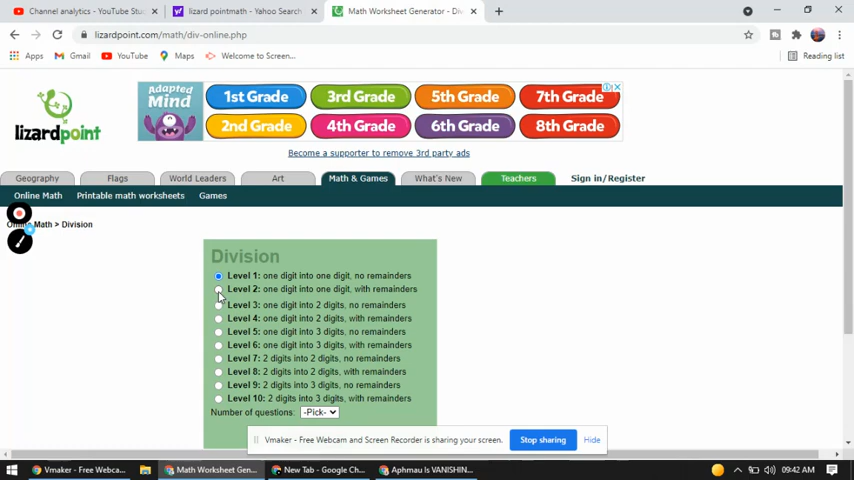 Channel analytics - YouTube Stu
lizard pointmath - Yahoo Search
Math Worksheet Generator - Div
lizardpoint.com/math/div-online.php
Apps
Gmail
YouTube
Maps
Welcome to Screen...
Reading list
lizardpoint
Adapted Mind
1st Grade
3rd Grade
5th Grade
7th Grade
2nd Grade
4th Grade
6th Grade
8th Grade
Become a supporter to remove 3rd party ads
Geography
Flags
World Leaders
Art
Math & Games
What's New
Teachers
Sign in/Register
Online Math
Printable math worksheets
Games
Online Math > Division
Division
Level 1: one digit into one digit, no remainders
Level 2: one digit into one digit, with remainders
Level 3: one digit into 2 digits, no remainders
Level 4: one digit into 2 digits, with remainders
Level 5: one digit into 3 digits, no remainders
Level 6: one digit into 3 digits, with remainders
Level 7: 2 digits into 2 digits, no remainders
Level 8: 2 digits into 2 digits, with remainders
Level 9: 2 digits into 3 digits, no remainders
Level 10: 2 digits into 3 digits, with remainders
Number of questions: -Pick-
Vmaker - Free Webcam and Screen Recorder is sharing your screen.
Stop sharing
Hide
Vmaker - Free Webca...
Math Worksheet Gen...
New Tab - Google Ch...
Aphmau Is VANISHIN...
09:42 AM